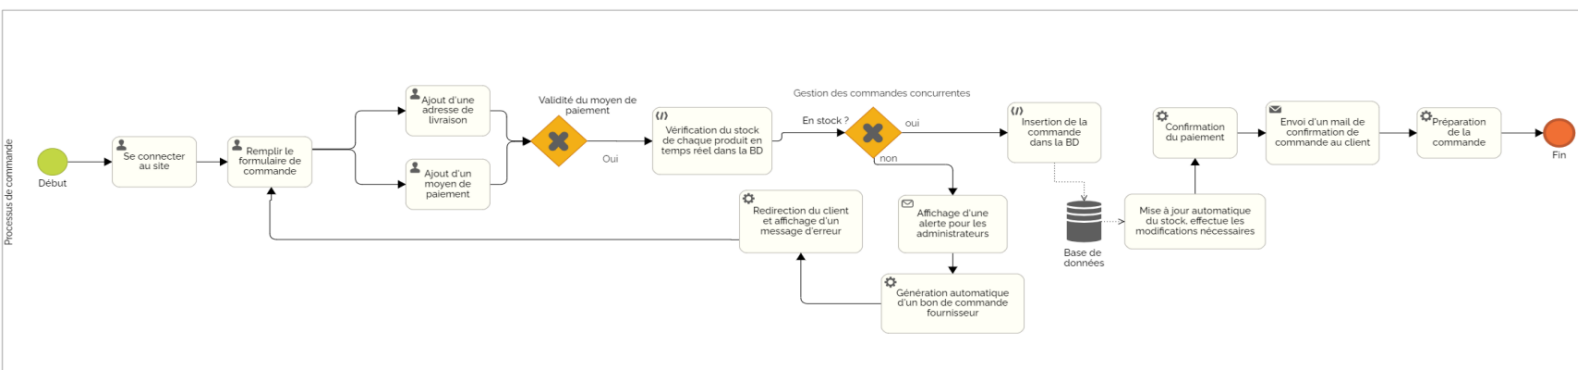 Processus de commande
Début
Se connecter
au site
Remplir le
formulaire de
commande
Ajout d'une
adresse de
livraison
Ajout d'un
moyen de
paiement
Validité du moyen de
paiement
Oui
Vérification du stock
de chaque produit en
temps réel dans la BD
Gestion des commandes concurrentes
En stock ?
oui
non
Insertion de la
commande
dans la BD
Affichage d'une
alerte pour les
administrateurs
Génération automatique
d'un bon de commande
fournisseur
Redirection du client
et affichage d'un
message d'erreur
Base de
données
Mise à jour automatique
du stock, effectue les
modifications nécessaires
Confirmation
du paiement
Envoi d'un mail de
confirmation de
commande au client
Préparation
de la
commande
Fin